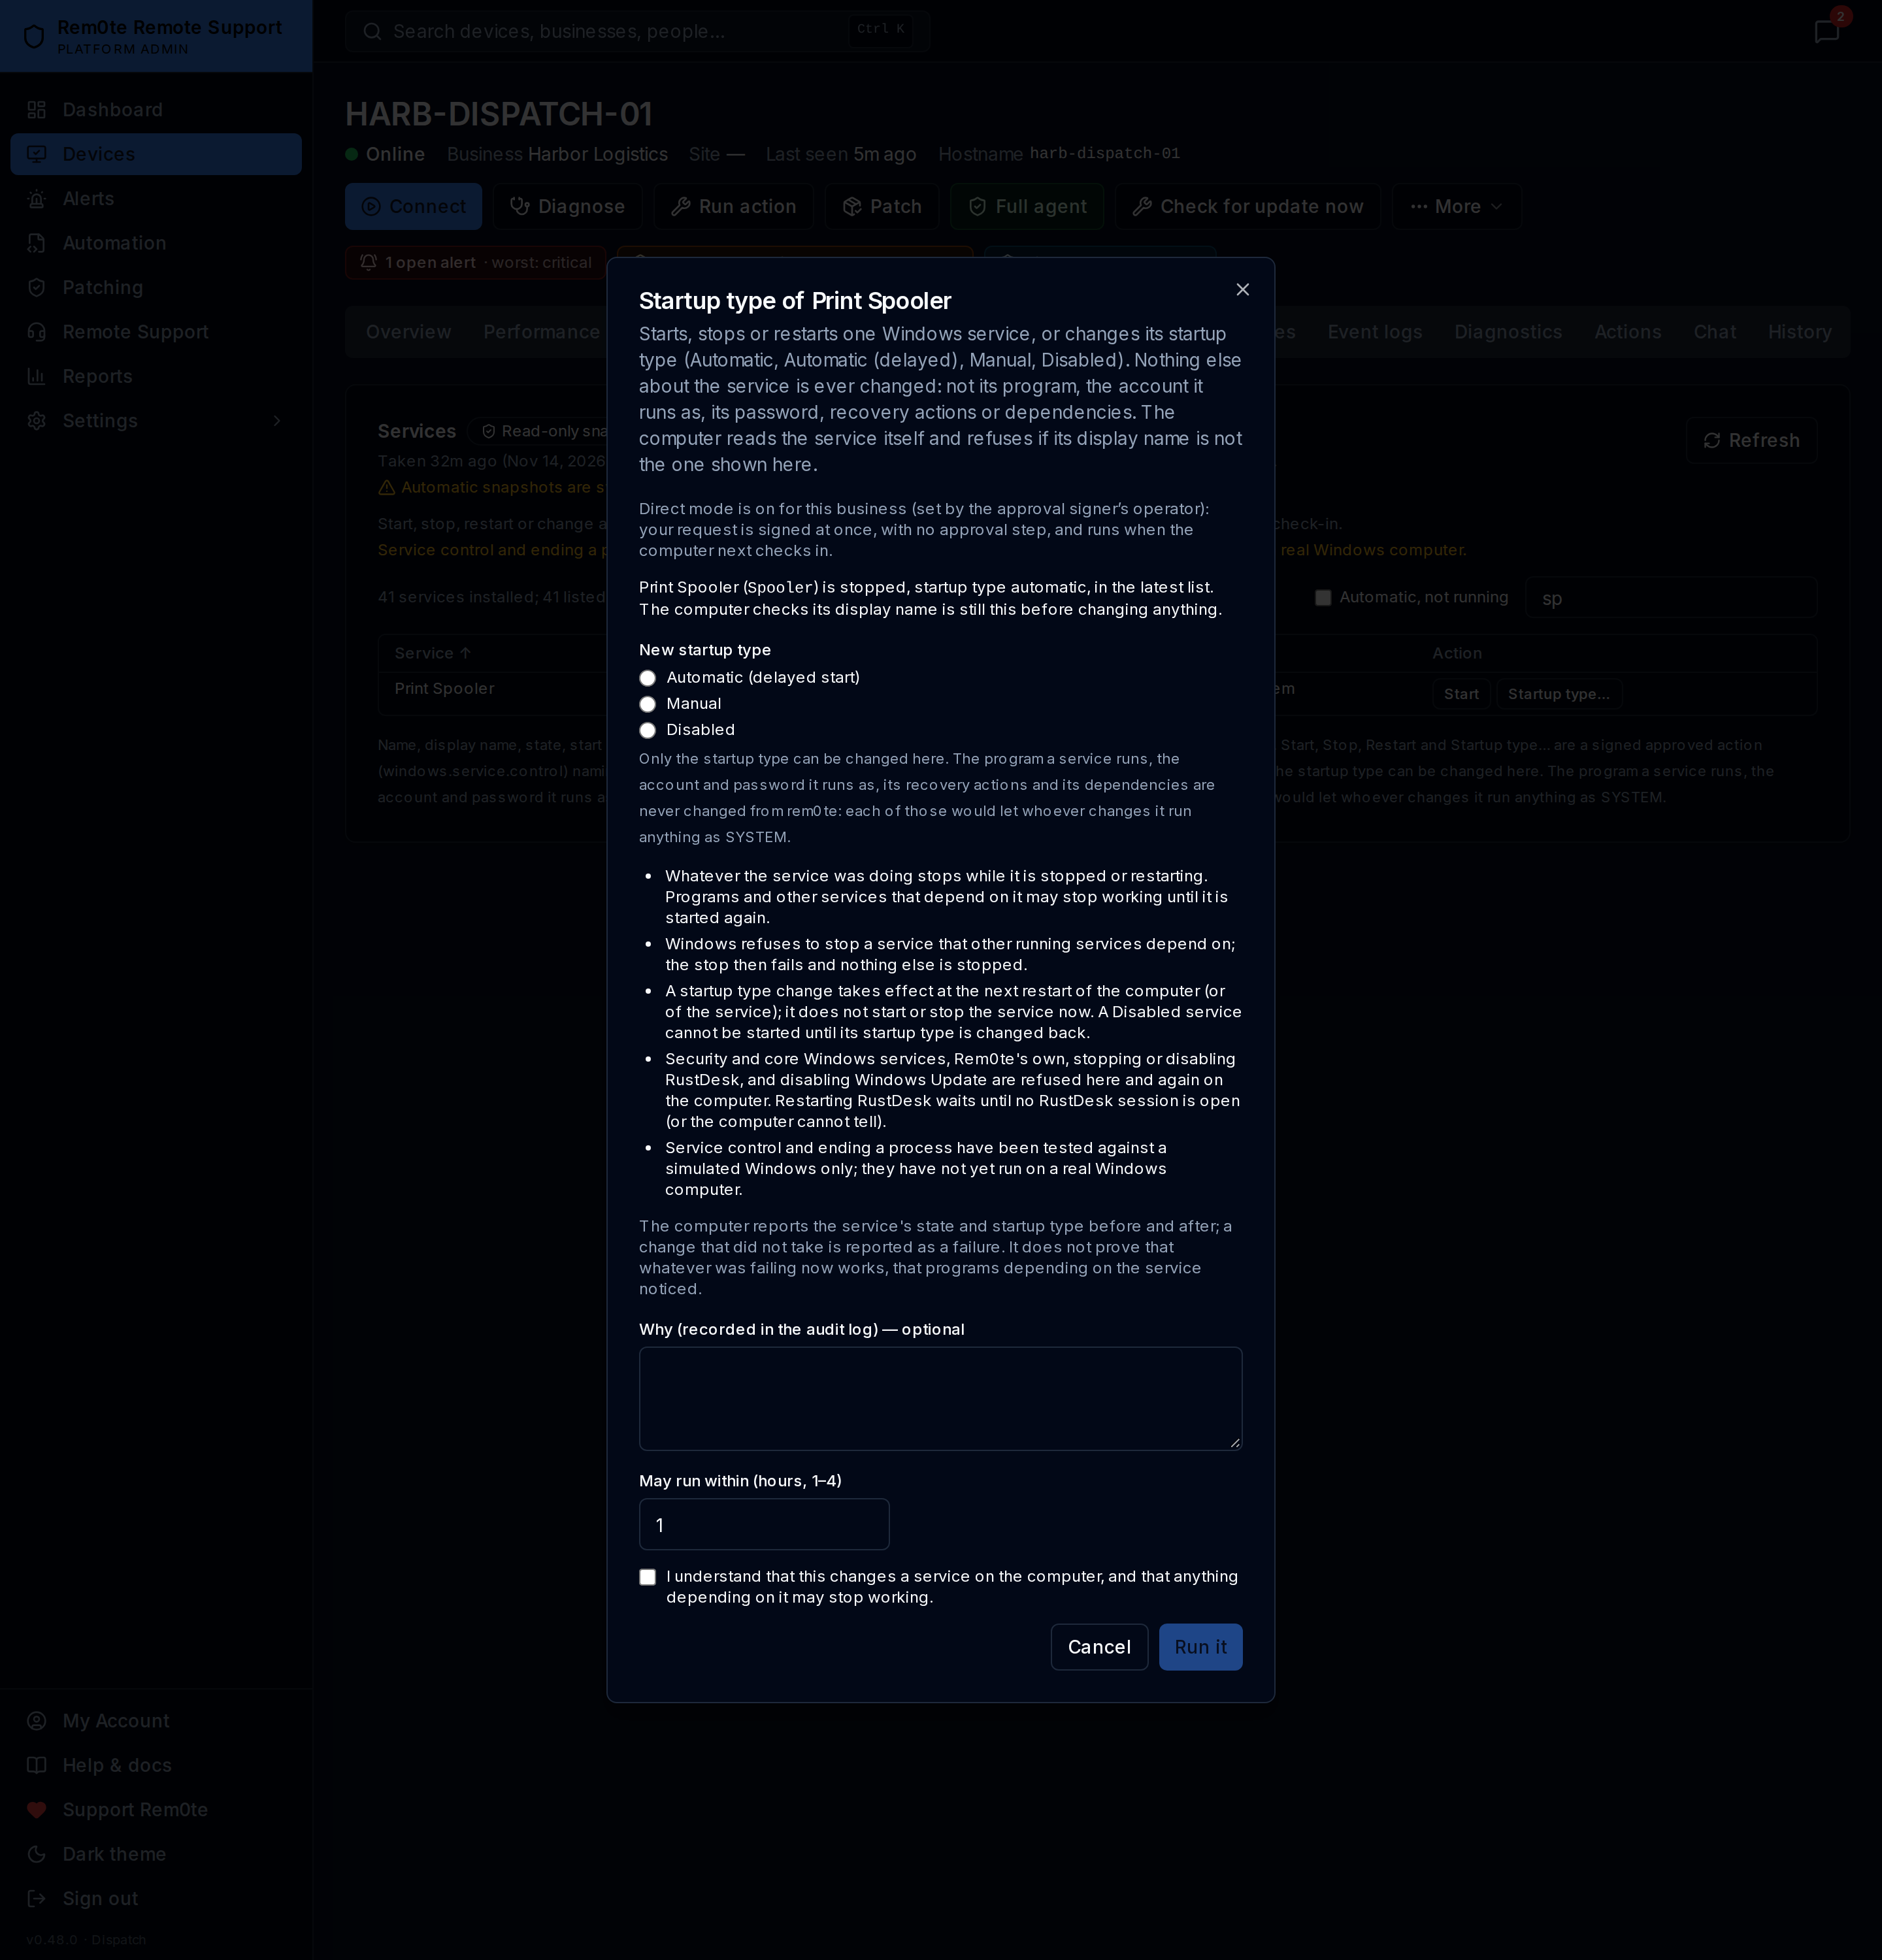 Rem0te Remote Support
PLATFORM ADMIN
Search devices, businesses, people...
Ctrl K
2
Dashboard
Devices
Alerts
Automation
Patching
Remote Support
Reports
Settings
HARB-DISPATCH-01
Online Business Harbor Logistics Site — Last seen 5m ago Hostname harb-dispatch-01
Connect Diagnose Run action Patch Full agent Check for update now More
1 open alert · worst: critical
Overview Performance
es Event logs Diagnostics Actions Chat History
Services Read-only sna
Refresh
Taken 32m ago (Nov 14, 2026
Automatic snapshots are s
Start, stop, restart or change a
check-in.
Service control and ending a p
real Windows computer.
41 services installed; 41 listed
Automatic, not running
sp
Service ↑
Action
Print Spooler
em
Start Startup type...
Name, display name, state, start
Start, Stop, Restart and Startup type... are a signed approved action
(windows.service.control) nami
he startup type can be changed here. The program a service runs, the
account and password it runs a
would let whoever changes it run anything as SYSTEM.
Startup type of Print Spooler
Starts, stops or restarts one Windows service, or changes its startup
type (Automatic, Automatic (delayed), Manual, Disabled). Nothing else
about the service is ever changed: not its program, the account it
runs as, its password, recovery actions or dependencies. The
computer reads the service itself and refuses if its display name is not
the one shown here.
Direct mode is on for this business (set by the approval signer’s operator):
your request is signed at once, with no approval step, and runs when the
computer next checks in.
Print Spooler (Spooler) is stopped, startup type automatic, in the latest list.
The computer checks its display name is still this before changing anything.
New startup type
Automatic (delayed start)
Manual
Disabled
Only the startup type can be changed here. The program a service runs, the
account and password it runs as, its recovery actions and its dependencies are
never changed from rem0te: each of those would let whoever changes it run
anything as SYSTEM.
• Whatever the service was doing stops while it is stopped or restarting.
Programs and other services that depend on it may stop working until it is
started again.
• Windows refuses to stop a service that other running services depend on;
the stop then fails and nothing else is stopped.
• A startup type change takes effect at the next restart of the computer (or
of the service); it does not start or stop the service now. A Disabled service
cannot be started until its startup type is changed back.
• Security and core Windows services, Rem0te's own, stopping or disabling
RustDesk, and disabling Windows Update are refused here and again on
the computer. Restarting RustDesk waits until no RustDesk session is open
(or the computer cannot tell).
• Service control and ending a process have been tested against a
simulated Windows only; they have not yet run on a real Windows
computer.
The computer reports the service's state and startup type before and after; a
change that did not take is reported as a failure. It does not prove that
whatever was failing now works, that programs depending on the service
noticed.
Why (recorded in the audit log) — optional
May run within (hours, 1–4)
1
I understand that this changes a service on the computer, and that anything
depending on it may stop working.
Cancel Run it
My Account
Help & docs
Support Rem0te
Dark theme
Sign out
v0.48.0 · Dispatch